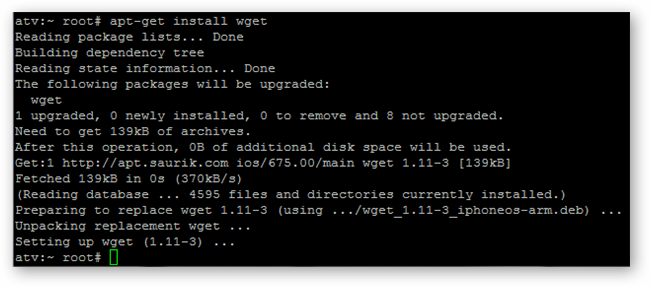 atv:~ root# apt-get install wget
Reading package lists... Done
Building dependency tree
Reading state information... Done
The following packages will be upgraded:
  wget
1 upgraded, 0 newly installed, 0 to remove and 8 not upgraded.
Need to get 139kB of archives.
After this operation, 0B of additional disk space will be used.
Get:1 http://apt.saurik.com ios/675.00/main wget 1.11-3 [139kB]
Fetched 139kB in 0s (370kB/s)
(Reading database ... 4595 files and directories currently installed.)
Preparing to replace wget 1.11-3 (using .../wget_1.11-3_iphoneos-arm.deb) ...
Unpacking replacement wget ...
Setting up wget (1.11-3) ...
atv:~ root#